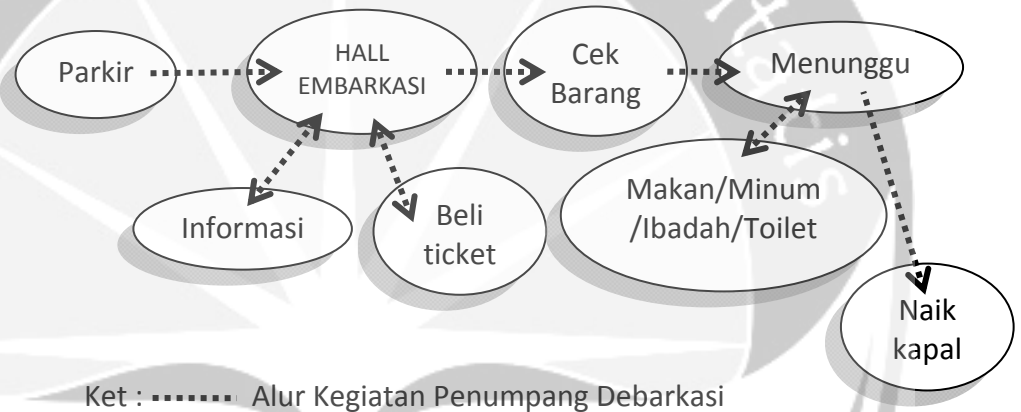 Parkir
HALL
EMBARKASI
Cek
Barang
Menunggu
Informasi
Beli
ticket
Makan/Minum
/Ibadah/Toilet
Naik
kapal
Ket : Alur Kegiatan Penumpang Debarkasi